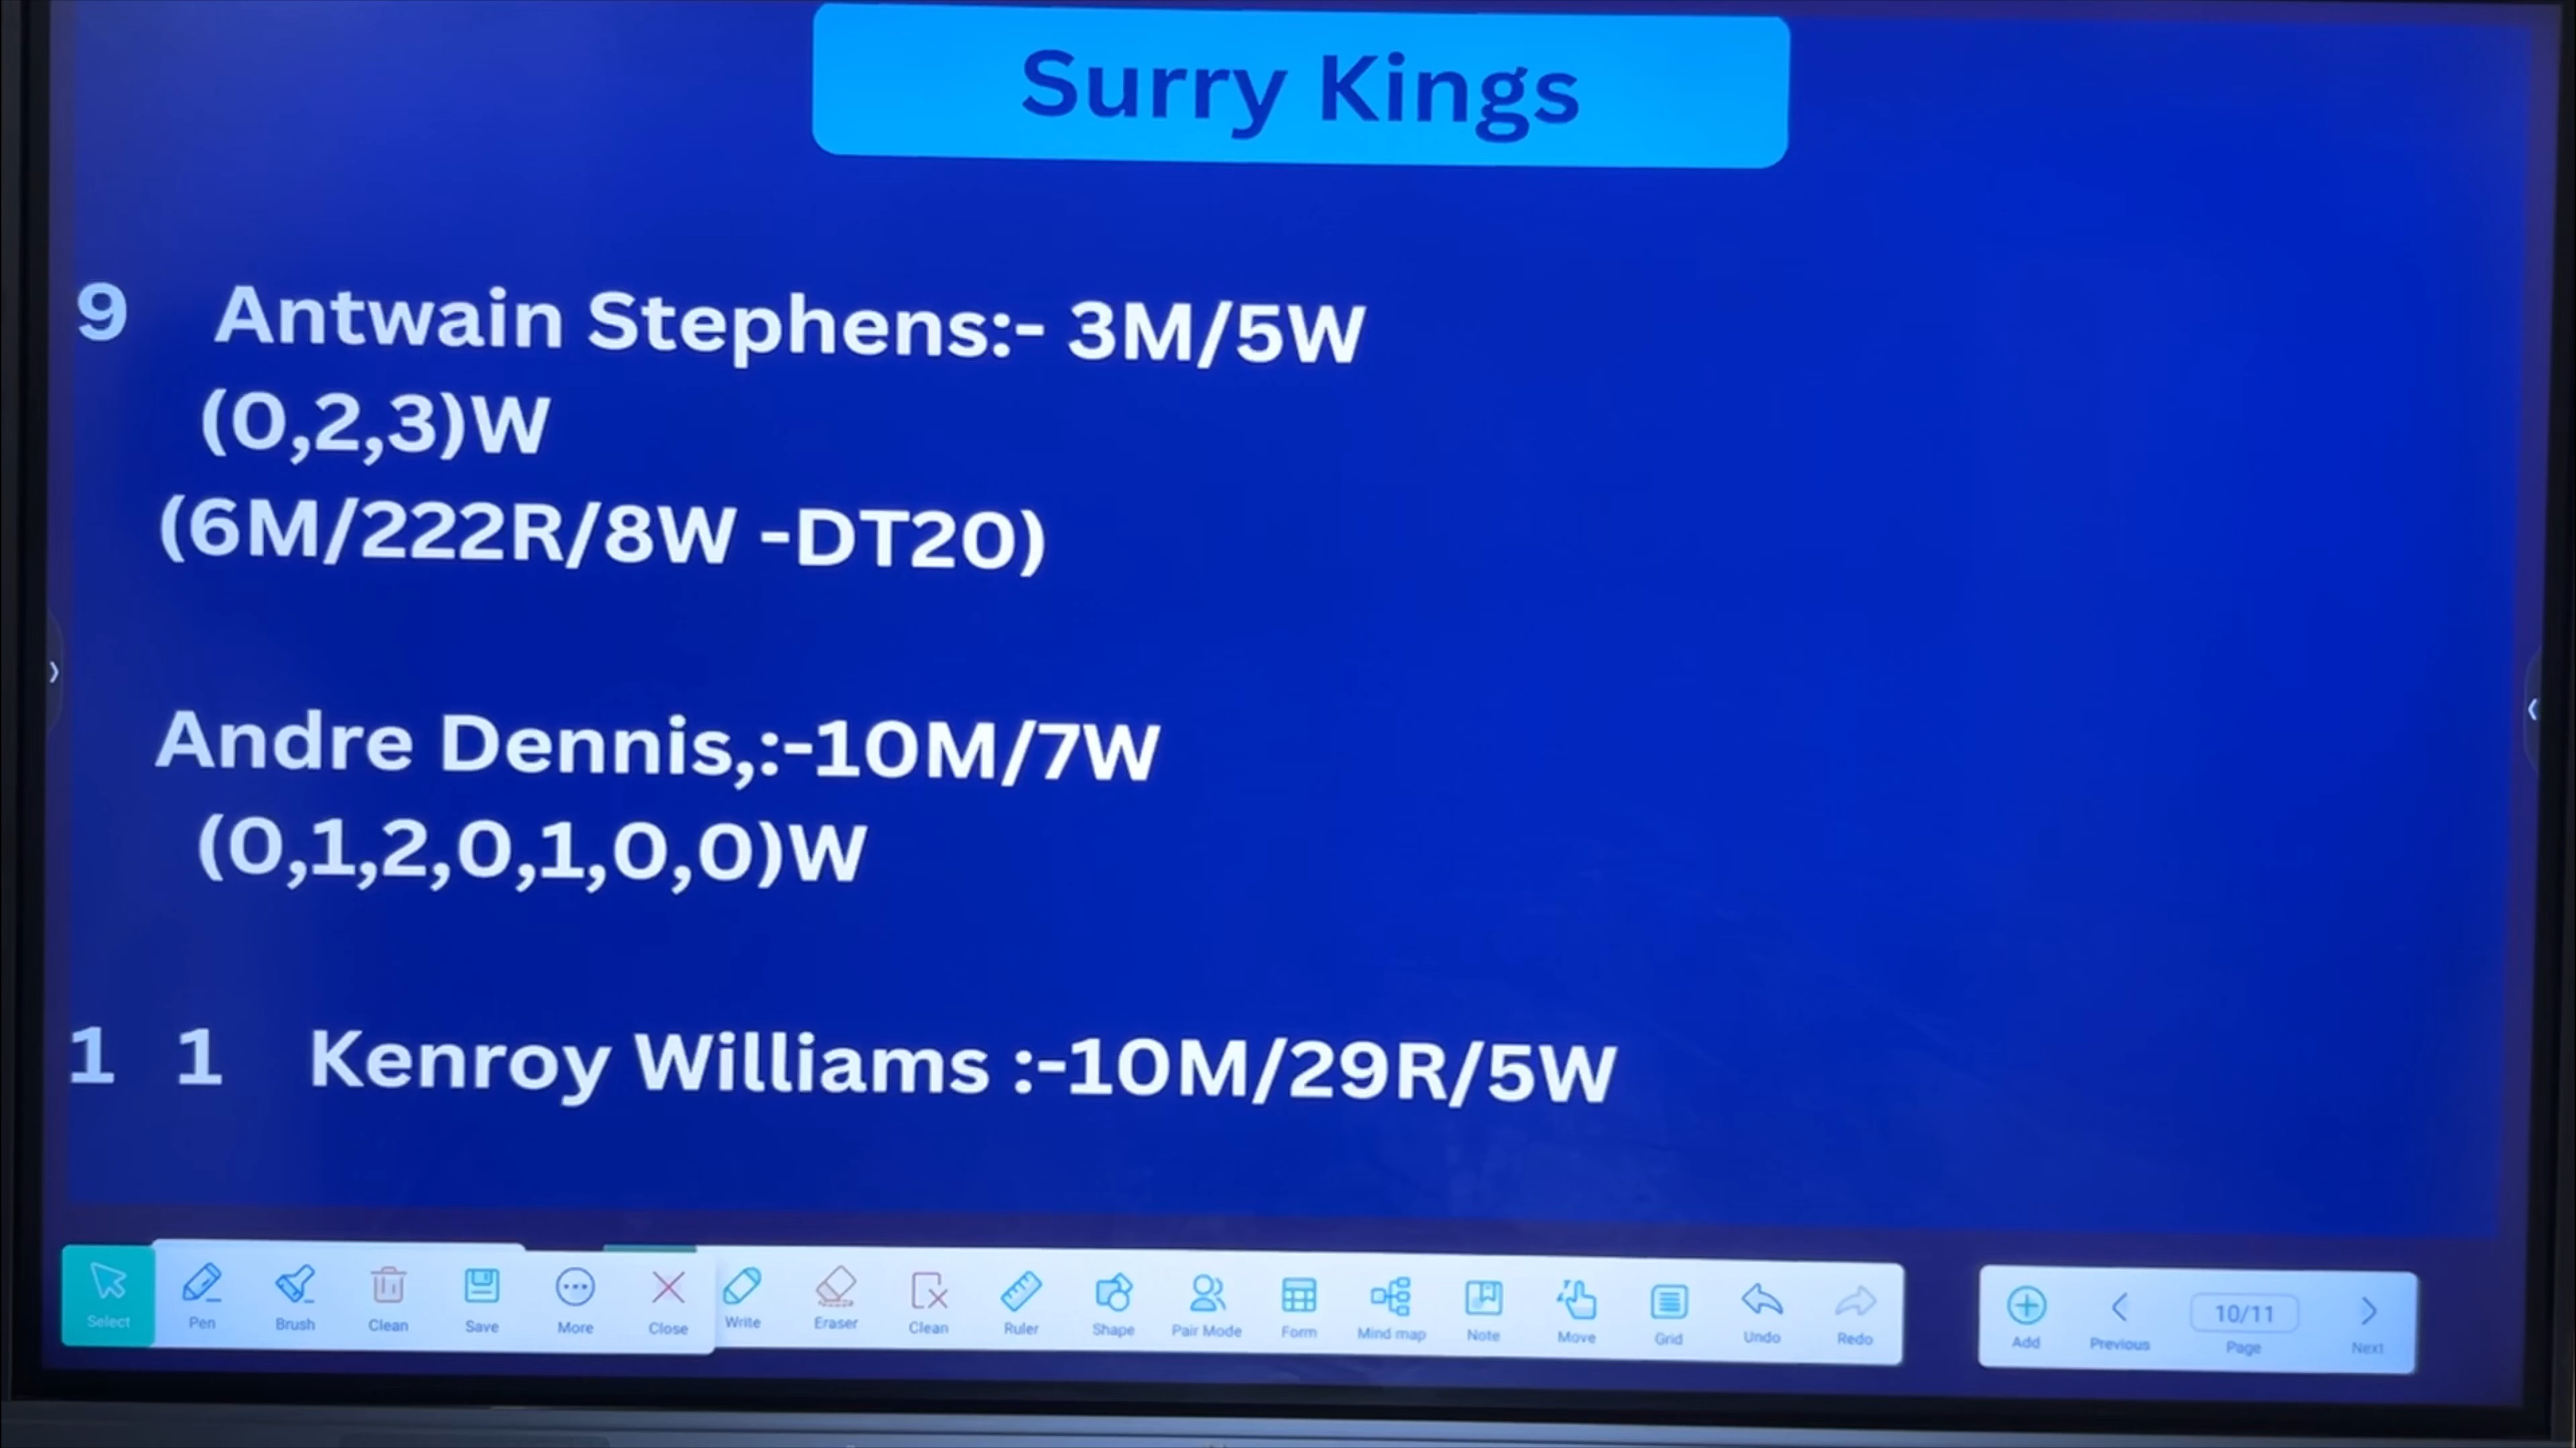 Surry Kings
9 Antwain Stephens:- 3M/5W
(0,2,3)W
(6M/222R/8W -DT20)
Andre Dennis,:-10M/7W
(0,1,2,0,1,0,0)W
1 1 Kenroy Williams :-10M/29R/5W
Select Pen Brush Clean Save More Close Write Eraser Clean Ruler Shape Pair Mode Form Mind map Note Move Grid Undo Redo
Add Previous 10/11 Page Next